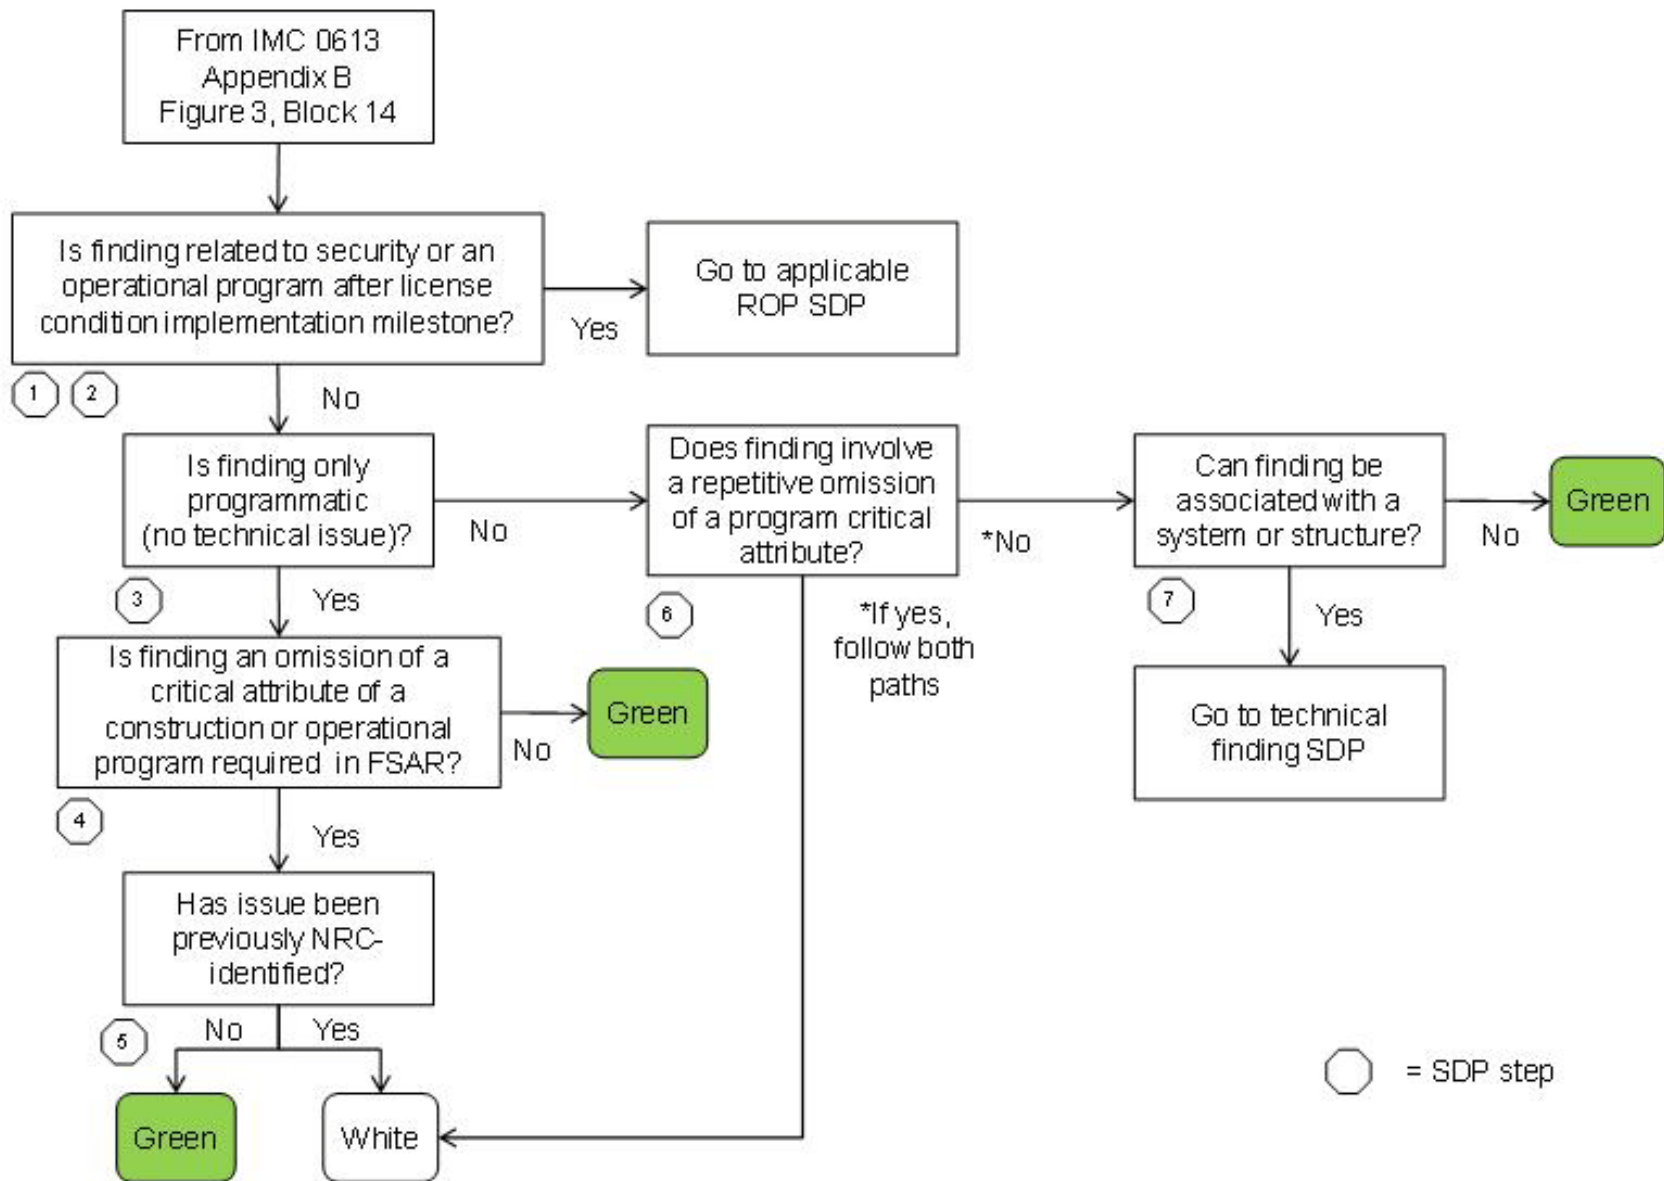 From IMC 0613
Appendix B
Figure 3, Block 14
Is finding related to security or an
operational program after license
condition implementation milestone?
Yes
Go to applicable
ROP SDP
1
2
No
Is finding only
programmatic
(no technical issue)?
No
Does finding involve
a repetitive omission
of a program critical
attribute?
*No
Can finding be
associated with a
system or structure?
No
Green
3
Yes
6
*If yes,
follow both
paths
7
Yes
Is finding an omission of a
critical attribute of a
construction or operational
program required in FSAR?
No
Green
Go to technical
finding SDP
4
Yes
Has issue been
previously NRC-
identified?
5
No
Yes
Green
White
= SDP step